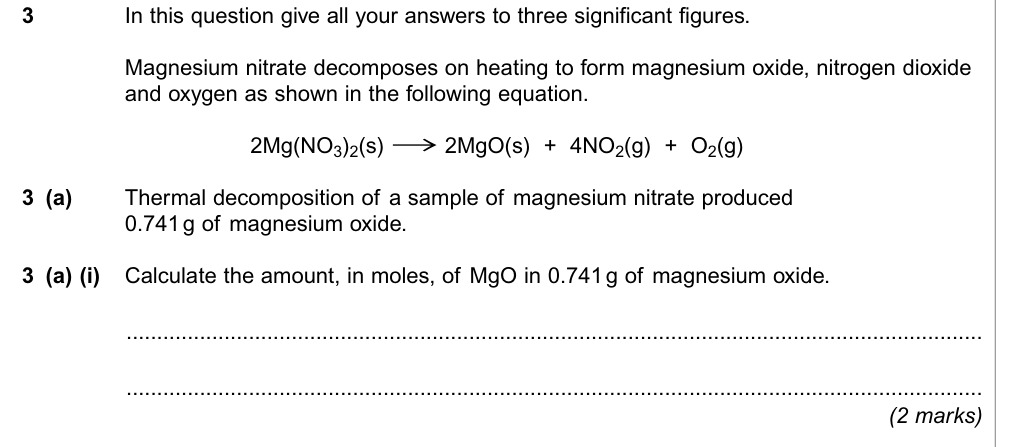 3 In this question give all your answers to three significant figures.
Magnesium nitrate decomposes on heating to form magnesium oxide, nitrogen dioxide
and oxygen as shown in the following equation.
2Mg(NO₃)₂(s) ⟶ 2MgO(s) + 4NO₂(g) + O₂(g)
3 (a) Thermal decomposition of a sample of magnesium nitrate produced
0.741 g of magnesium oxide.
3 (a) (i) Calculate the amount, in moles, of MgO in 0.741 g of magnesium oxide.
(2 marks)